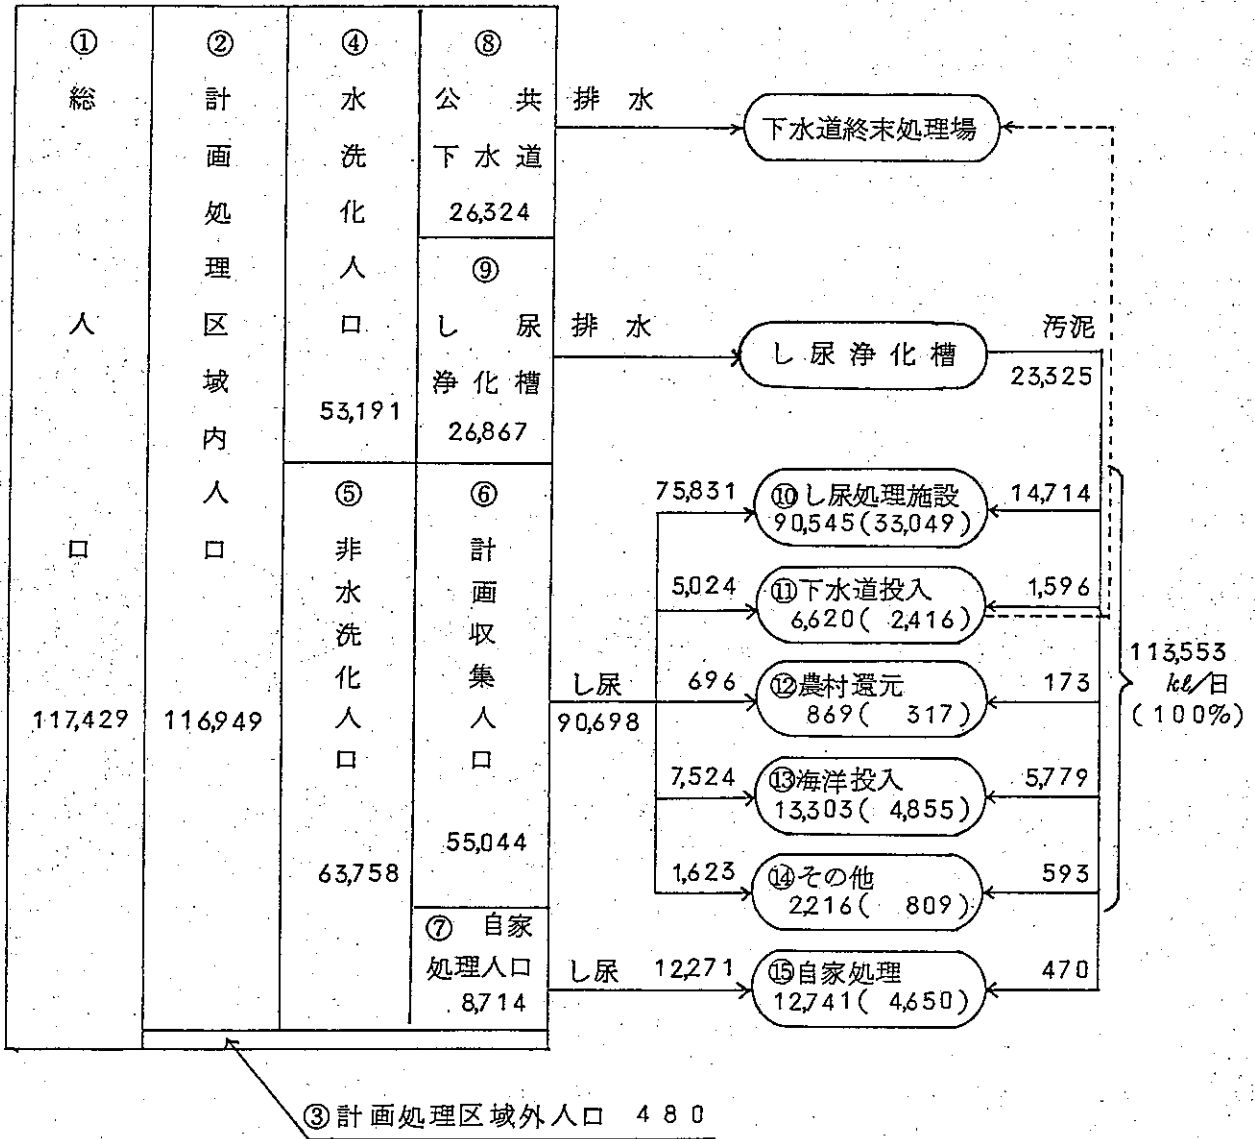 ① 総人口 117,429
② 計画処理区域内人口 116,949
④ 水洗化人口 53,191
⑧ 公共下水道 26,324
排水
下水道終末処理場
⑨ し尿浄化槽 26,867
排水
し尿浄化槽
汚泥
23,325
⑤ 非水洗化人口 63,758
⑥ 計画収集人口 55,044
し尿
90,698
75,831
⑩し尿処理施設
90,545(33,049)
14,714
5,024
⑪下水道投入
6,620( 2,416)
1,596
696
⑫農村還元
869( 317)
173
7,524
⑬海洋投入
13,303( 4,855)
5,779
1,623
⑭その他
2,216( 809)
593
113,553
kl/日
(100%)
⑦ 自家
処理人口
8,714
し尿
12,271
⑮自家処理
12,741( 4,650)
470
③計画処理区域外人口 480